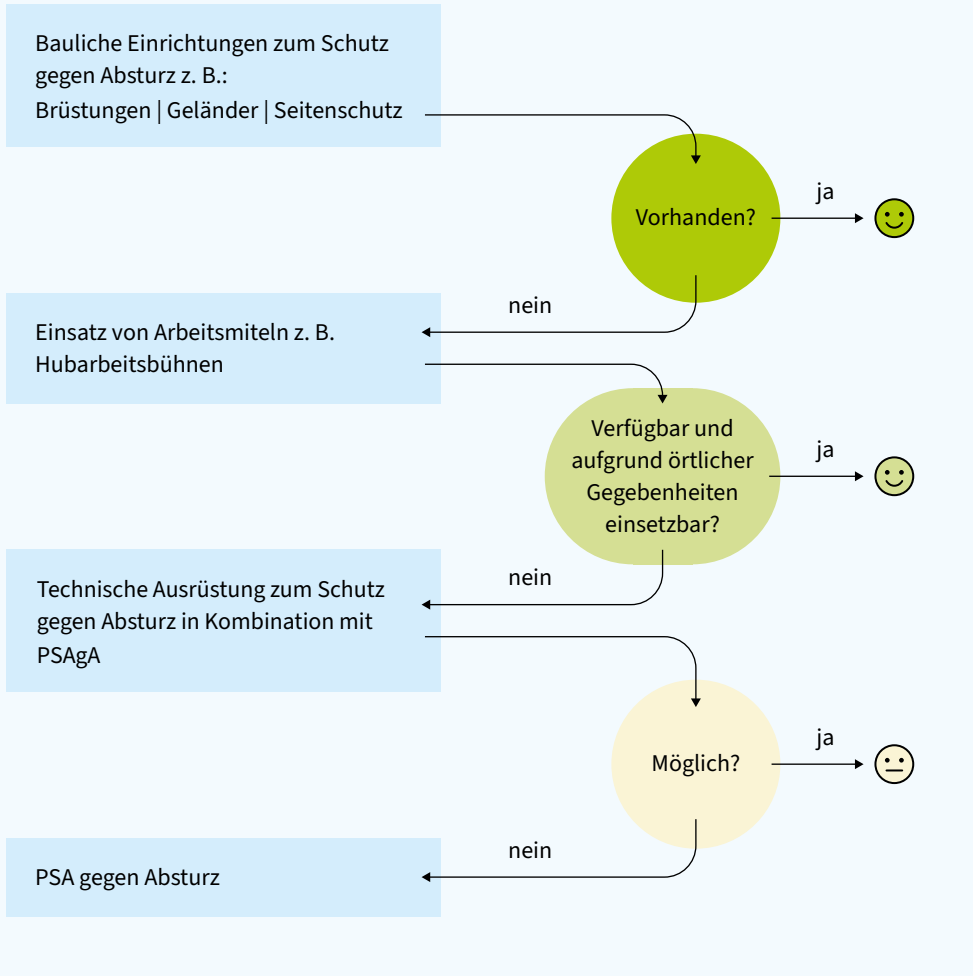 Bauliche Einrichtungen zum Schutz
gegen Absturz z. B.:
Brüstungen | Geländer | Seitenschutz
Vorhanden?
ja
nein
Einsatz von Arbeitsmiteln z. B.
Hubarbeitsbühnen
Verfügbar und
aufgrund örtlicher
Gegebenheiten
einsetzbar?
ja
nein
Technische Ausrüstung zum Schutz
gegen Absturz in Kombination mit
PSAgA
Möglich?
ja
nein
PSA gegen Absturz